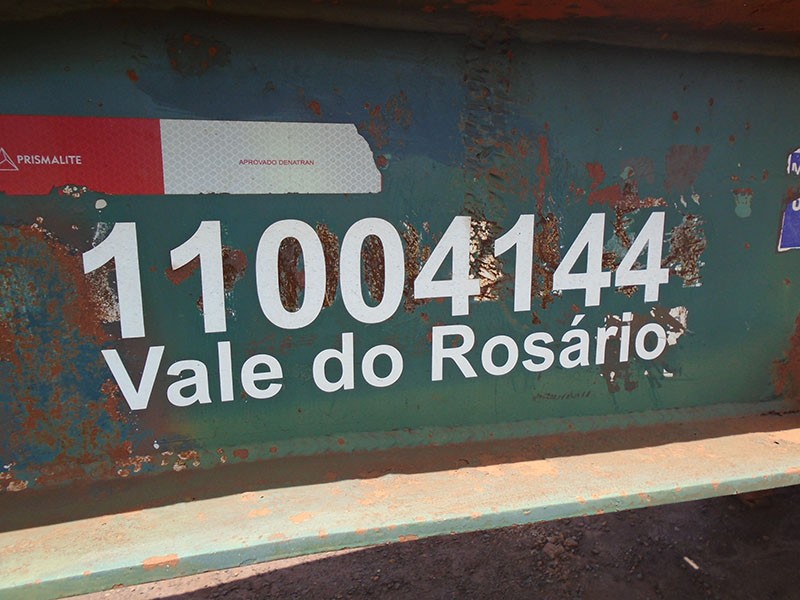 PRISMALITE
APROVADO DENATRAN
11004144
Vale do Rosário